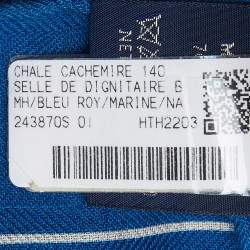 CHALE CACHEMIRE 140
SELLE DE DIGNITAIRE B
MH/BLEU ROY/MARINE/NA
243870S 01 HTH2203